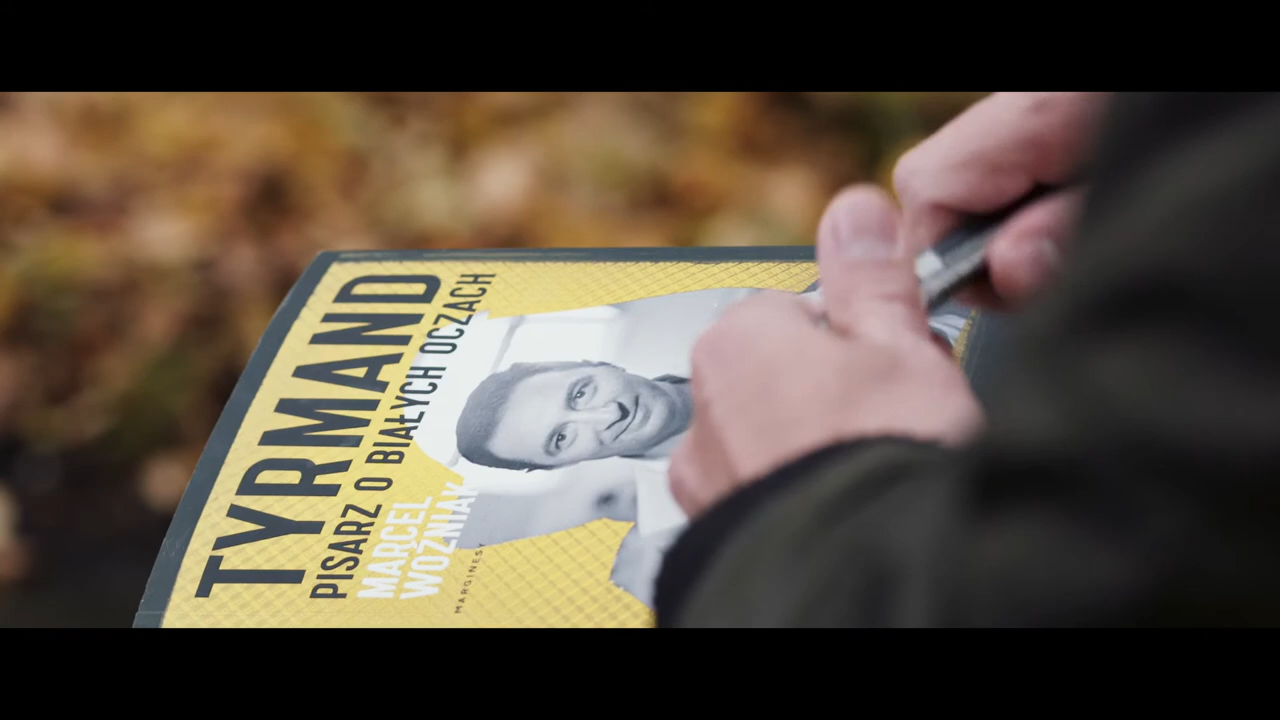 TYRMAND
PISARZ O BIAŁYCH OCZACH
MARCEL
WOŹNIAK
MARGINESY